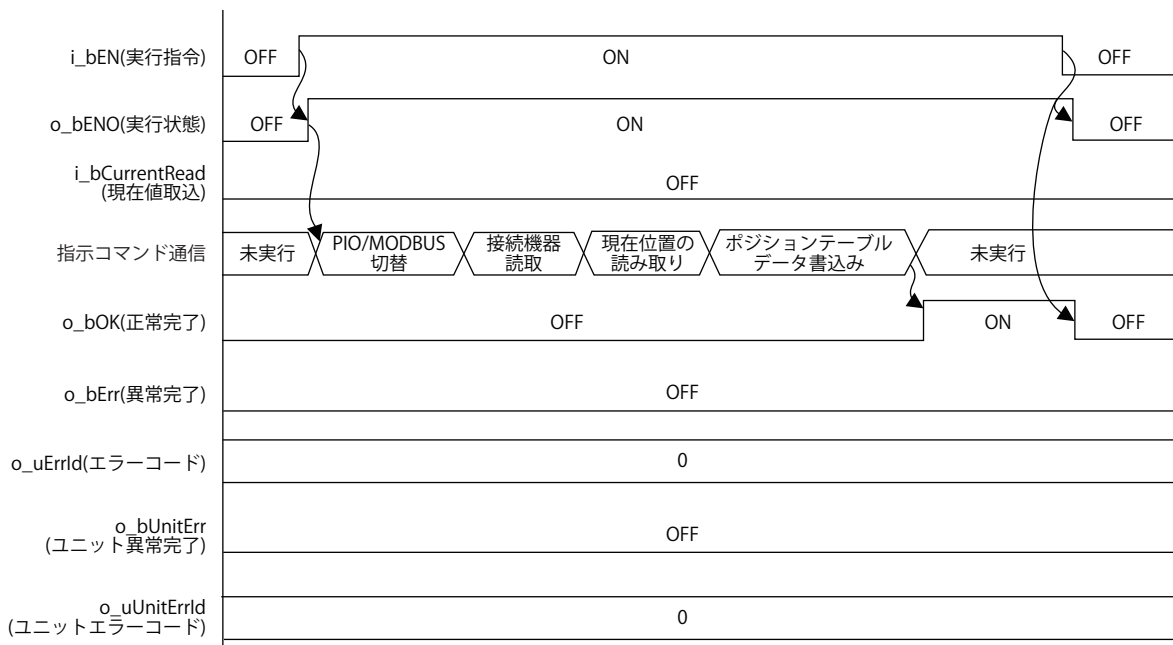 i_bEN(実行指令)
OFF
ON
OFF
o_bENO(実行状態)
OFF
ON
OFF
i_bCurrentRead
(現在値取込)
OFF
指示コマンド通信
未実行
PIO/MODBUS
切替
接続機器
読取
現在位置の
読み取り
ポジションテーブル
データ書込み
未実行
o_bOK(正常完了)
OFF
ON
OFF
o_bErr(異常完了)
OFF
o_uErrId(エラーコード)
0
o_bUnitErr
(ユニット異常完了)
OFF
o_uUnitErrId
(ユニットエラーコード)
0